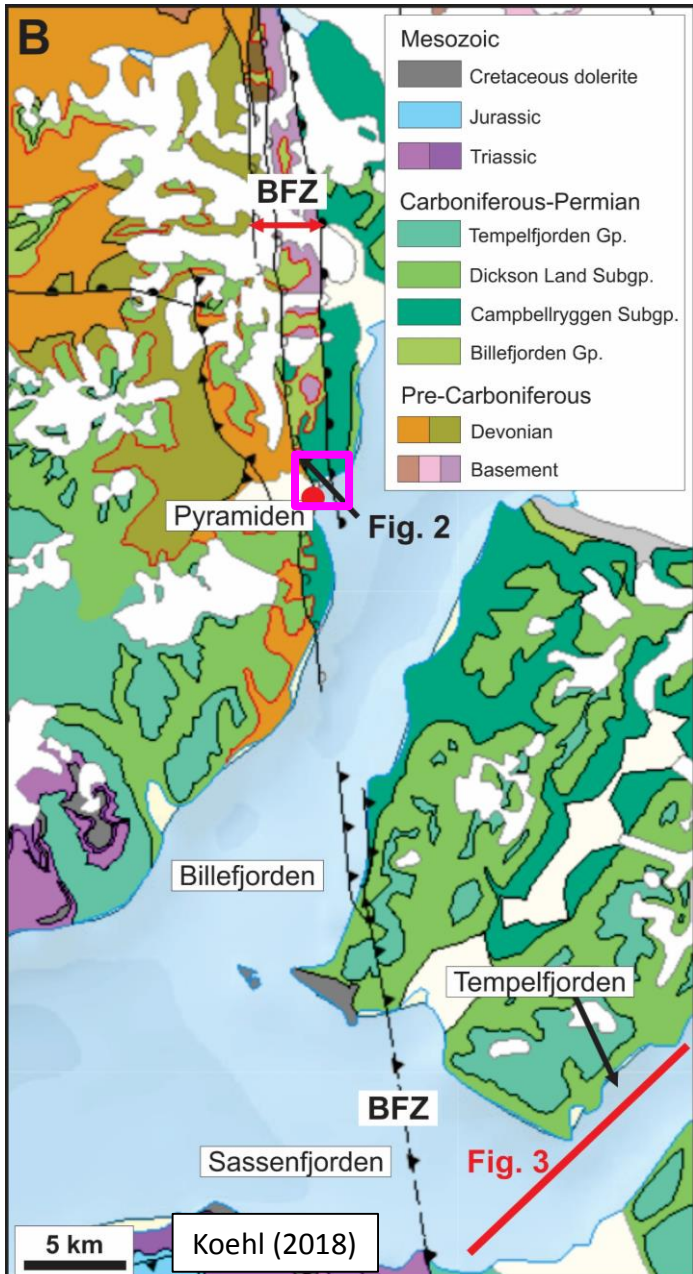 B
Mesozoic
Cretaceous dolerite
Jurassic
Triassic
Carboniferous-Permian
Tempelfjorden Gp.
Dickson Land Subgp.
Campbellryggen Subgp.
Billefjorden Gp.
Pre-Carboniferous
Devonian
Basement
BFZ
Pyramiden
Fig. 2
Billefjorden
Tempelfjorden
BFZ
Sassenfjorden
Fig. 3
5 km
Koehl (2018)